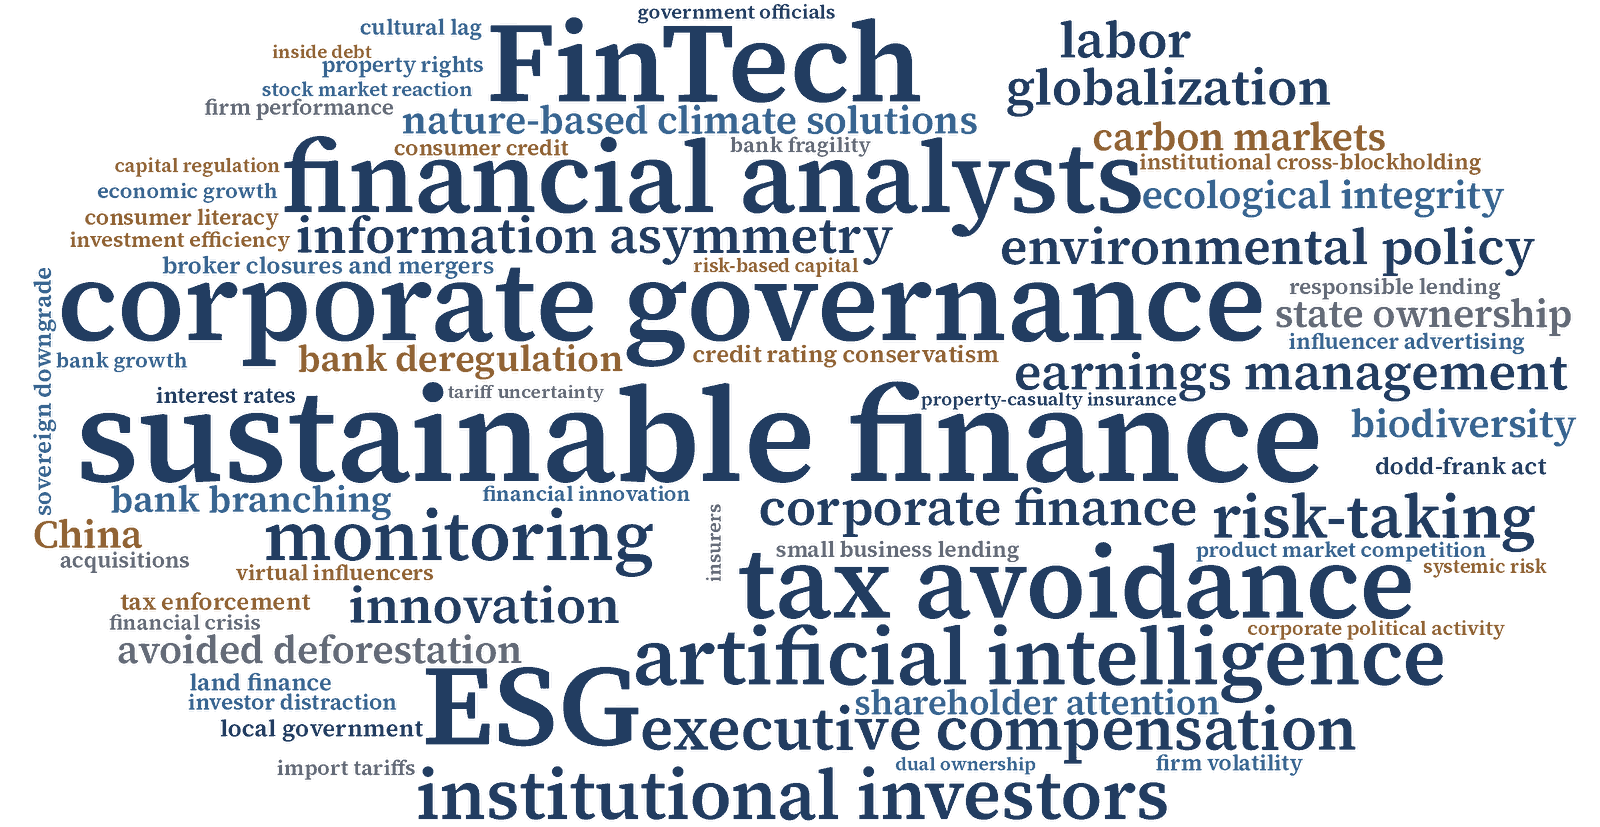 government officials
cultural lag
FinTech
labor
inside debt
property rights
stock market reaction
globalization
firm performance
nature-based climate solutions
carbon markets
consumer credit
bank fragility
institutional cross-blockholding
capital regulation
financial analysts
economic growth
ecological integrity
consumer literacy
investment efficiency
information asymmetry
environmental policy
broker closures and mergers
risk-based capital
sovereign downgrade
corporate governance
responsible lending
state ownership
influencer advertising
bank growth
bank deregulation
credit rating conservatism
earnings management
interest rates
tariff uncertainty
property-casualty insurance
sustainable finance
biodiversity
dodd-frank act
bank branching
financial innovation
corporate finance
risk-taking
China
monitoring
insurers
acquisitions
small business lending
product market competition
systemic risk
virtual influencers
tax avoidance
tax enforcement
innovation
financial crisis
corporate political activity
avoided deforestation
artificial intelligence
land finance
investor distraction
ESG
shareholder attention
local government
executive compensation
import tariffs
dual ownership
firm volatility
institutional investors